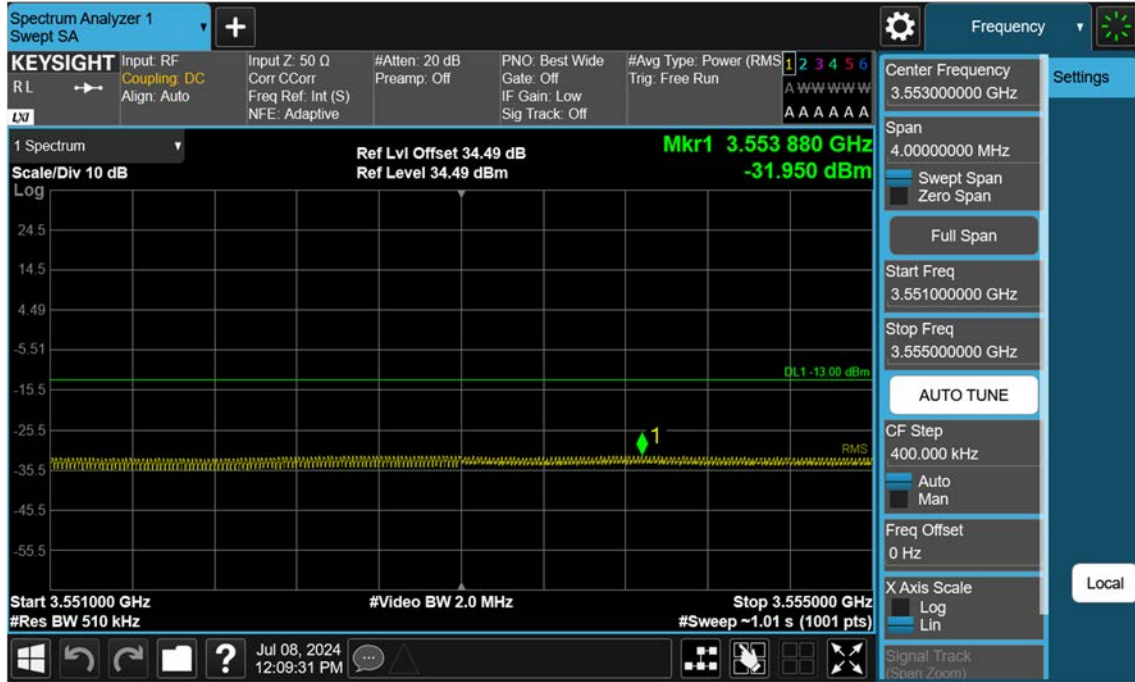 Spectrum Analyzer 1
Swept SA
Frequency
KEYSIGHT
R L
LXI
Input: RF
Coupling: DC
Align: Auto
Input Z: 50 Ω
Corr CCorr
Freq Ref: Int (S)
NFE: Adaptive
#Atten: 20 dB
Preamp: Off
PNO: Best Wide
Gate: Off
IF Gain: Low
Sig Track: Off
#Avg Type: Power (RMS
Trig: Free Run
1 2 3 4 5 6
A W W W W W
A A A A A A
1 Spectrum
Scale/Div 10 dB
Log
Ref Lvl Offset 34.49 dB
Ref Level 34.49 dBm
Mkr1 3.553 880 GHz
-31.950 dBm
24.5
14.5
4.49
-5.51
DL1 -13.00 dBm
-15.5
-25.5
1
RMS
-35.5
-45.5
-55.5
Start 3.551000 GHz
#Res BW 510 kHz
#Video BW 2.0 MHz
Stop 3.555000 GHz
#Sweep ~1.01 s (1001 pts)
Center Frequency
3.553000000 GHz
Settings
Span
4.00000000 MHz
Swept Span
Zero Span
Full Span
Start Freq
3.551000000 GHz
Stop Freq
3.555000000 GHz
AUTO TUNE
CF Step
400.000 kHz
Auto
Man
Freq Offset
0 Hz
X Axis Scale
Log
Lin
Local
Signal Track
(Span Zoom)
?
Jul 08, 2024
12:09:31 PM